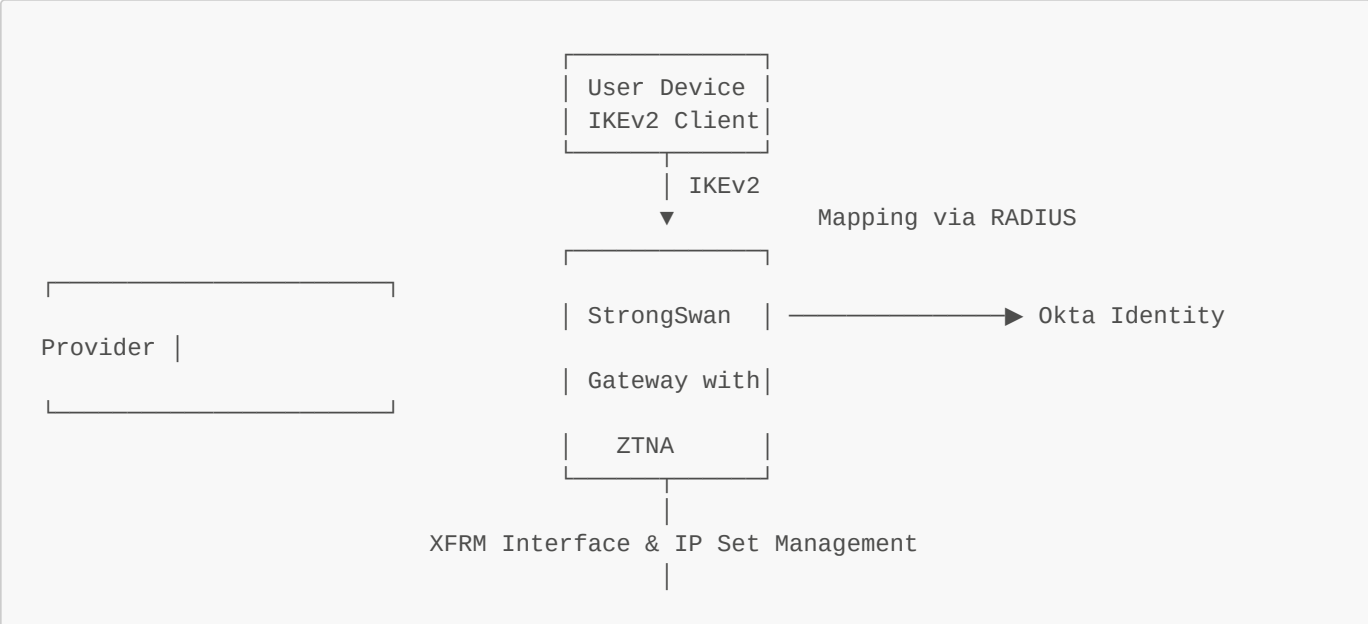 User Device
IKEv2 Client
IKEv2
Mapping via RADIUS
StrongSwan Okta Identity
Provider
Gateway with
ZTNA
XFRM Interface & IP Set Management